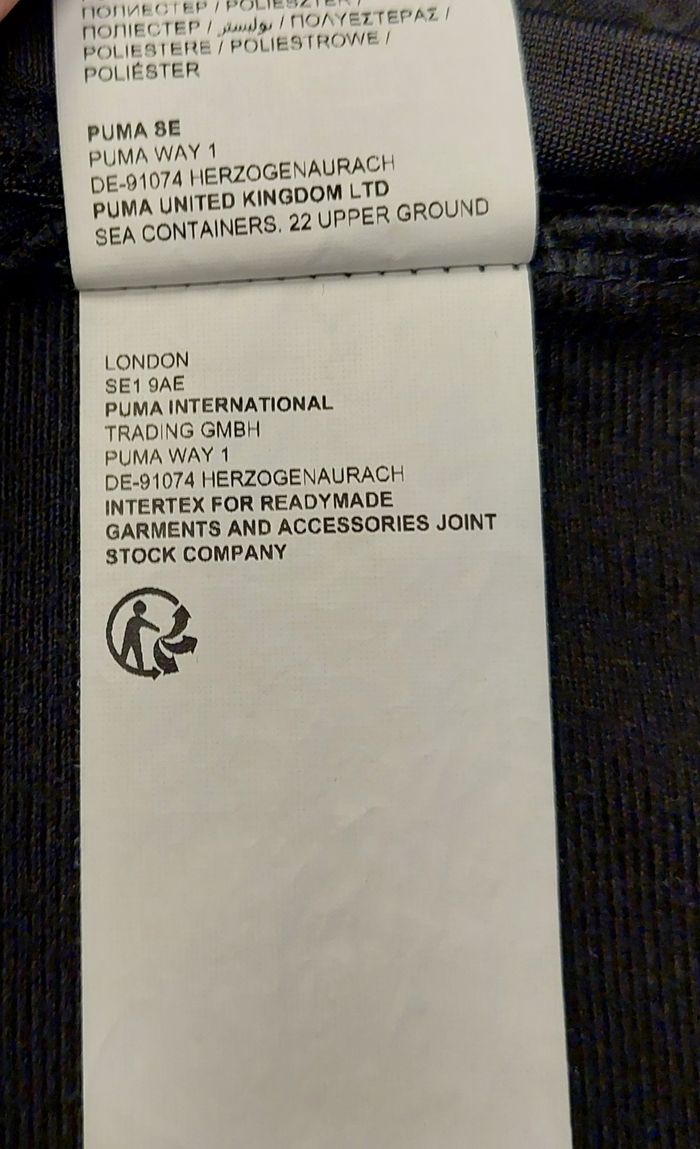 ПОЛИЕСТЕР / POLIESZTER /
ПОЛІЕСТЕР / بوليستر / ΠΟΛΥΕΣΤΕΡΑΣ /
POLIESTERE / POLIESTROWE /
POLIÉSTER
PUMA SE
PUMA WAY 1
DE-91074 HERZOGENAURACH
PUMA UNITED KINGDOM LTD
SEA CONTAINERS, 22 UPPER GROUND
LONDON
SE1 9AE
PUMA INTERNATIONAL
TRADING GMBH
PUMA WAY 1
DE-91074 HERZOGENAURACH
INTERTEX FOR READYMADE
GARMENTS AND ACCESSORIES JOINT
STOCK COMPANY